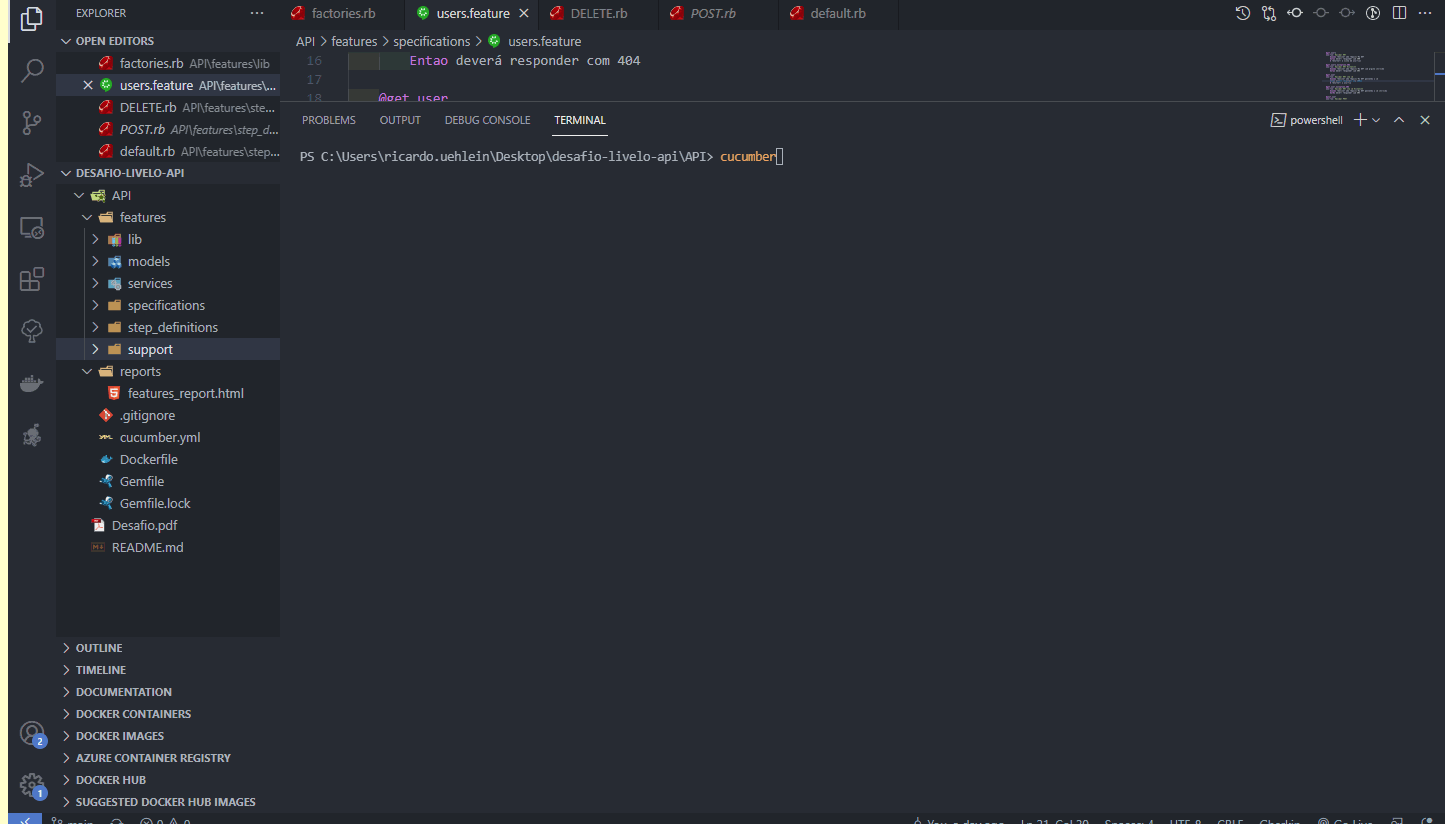 EXPLORER
factories.rb
users.feature
DELETE.rb
POST.rb
default.rb
OPEN EDITORS
factories.rb API\features\lib
users.feature API\features\...
DELETE.rb API\features\ste...
POST.rb API\features\step_d...
default.rb API\features\step...
DESAFIO-LIVELO-API
API
features
lib
models
services
specifications
step_definitions
support
reports
features_report.html
.gitignore
cucumber.yml
Dockerfile
Gemfile
Gemfile.lock
Desafio.pdf
README.md
OUTLINE
TIMELINE
DOCUMENTATION
DOCKER CONTAINERS
DOCKER IMAGES
AZURE CONTAINER REGISTRY
DOCKER HUB
SUGGESTED DOCKER HUB IMAGES
2
1
API > features > specifications > users.feature
16 Entao deverá responder com 404
17
18 @get_user
PROBLEMS OUTPUT DEBUG CONSOLE TERMINAL
powershell
PS C:\Users\ricardo.uehlein\Desktop\desafio-livelo-api\API> cucumber
main 0 0 You, a day ago Ln 21, Col 39 Spaces: 4 UTF-8 CRLF Gherkin Go Live